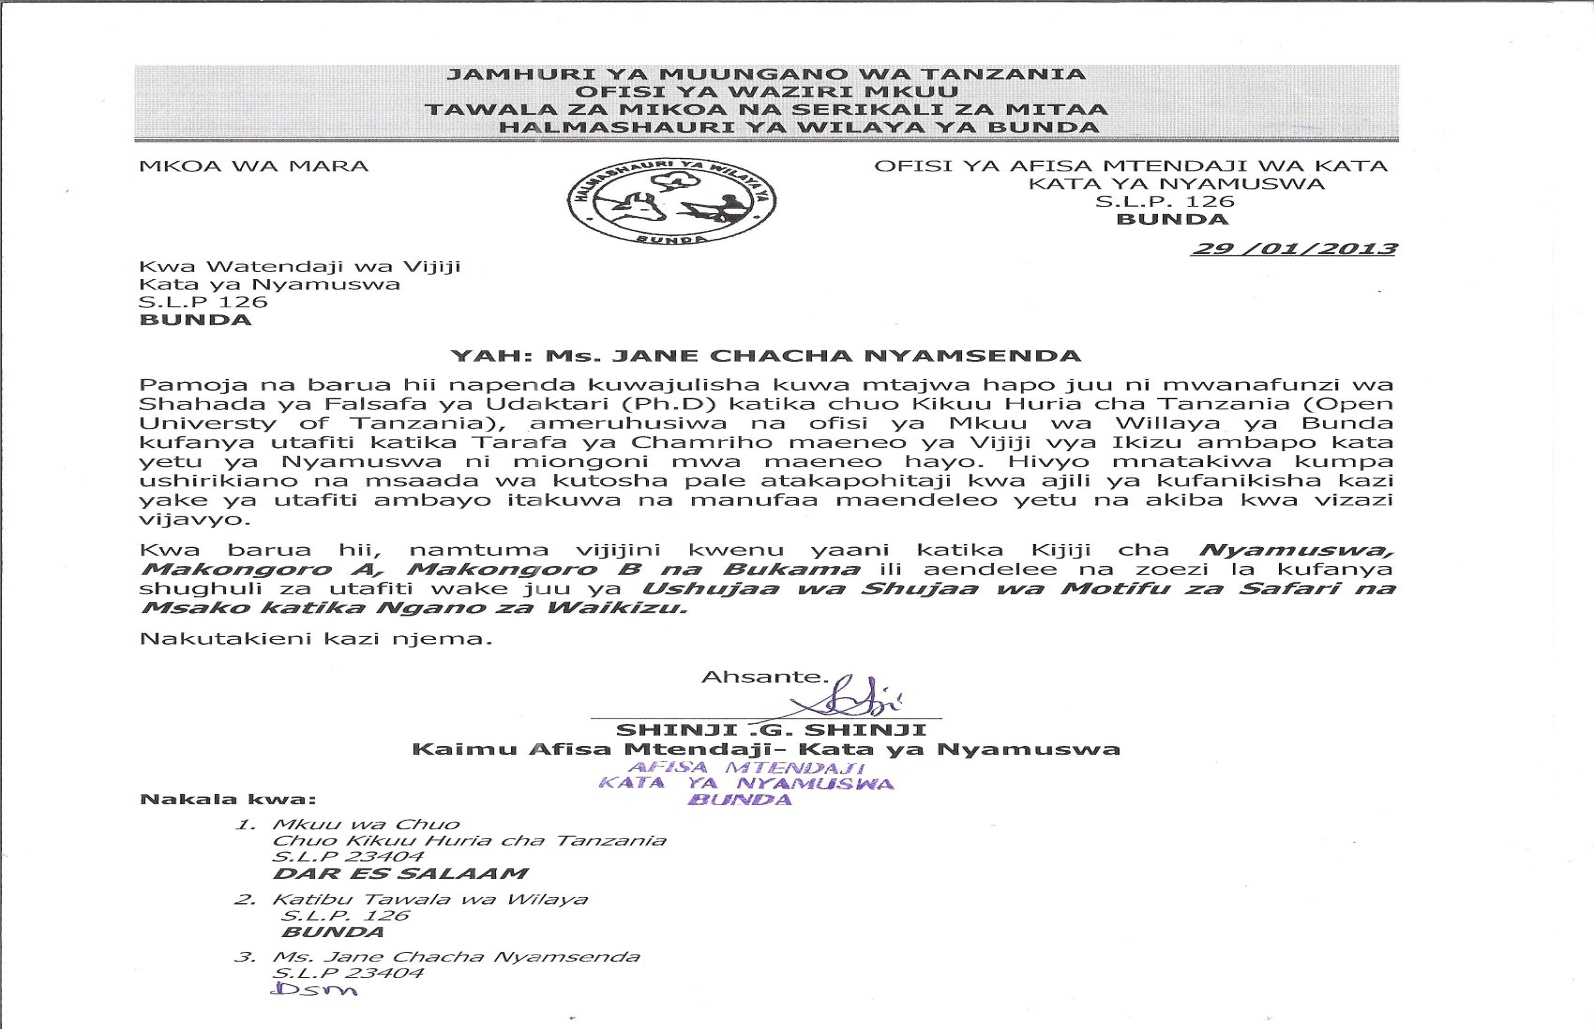 JAMHURI YA MUUNGANO WA TANZANIA
OFISI YA WAZIRI MKUU
TAWALA ZA MIKOA NA SERIKALI ZA MITAA
HALMASHAURI YA WILAYA YA BUNDA
MKOA WA MARA
HALMASHAURI YA WILAYA YA
BUNDA
OFISI YA AFISA MTENDAJI WA KATA
KATA YA NYAMUSWA
S.L.P. 126
BUNDA
29 /01/2013
Kwa Watendaji wa Vijiji
Kata ya Nyamuswa
S.L.P 126
BUNDA
YAH: Ms. JANE CHACHA NYAMSENDA
Pamoja na barua hii napenda kuwajulisha kuwa mtajwa hapo juu ni mwanafunzi wa
Shahada ya Falsafa ya Udaktari (Ph.D) katika chuo Kikuu Huria cha Tanzania (Open
Universty of Tanzania), ameruhusiwa na ofisi ya Mkuu wa Willaya ya Bunda
kufanya utafiti katika Tarafa ya Chamriho maeneo ya Vijiji vya Ikizu ambapo kata
yetu ya Nyamuswa ni miongoni mwa maeneo hayo. Hivyo mnatakiwa kumpa
ushirikiano na msaada wa kutosha pale atakapohitaji kwa ajili ya kufanikisha kazi
yake ya utafiti ambayo itakuwa na manufaa maendeleo yetu na akiba kwa vizazi
vijavyo.
Kwa barua hii, namtuma vijijini kwenu yaani katika Kijiji cha Nyamuswa,
Makongoro A, Makongoro B na Bukama ili aendelee na zoezi la kufanya
shughuli za utafiti wake juu ya Ushujaa wa Shujaa wa Motifu za Safari na
Msako katika Ngano za Waikizu.
Nakutakieni kazi njema.
Ahsante.
SHINJI .G. SHINJI
Kaimu Afisa Mtendaji- Kata ya Nyamuswa
AFISA MTENDAJI
KATA YA NYAMUSWA
BUNDA
Nakala kwa:
1. Mkuu wa Chuo
Chuo Kikuu Huria cha Tanzania
S.L.P 23404
DAR ES SALAAM
2. Katibu Tawala wa Wilaya
S.L.P. 126
BUNDA
3. Ms. Jane Chacha Nyamsenda
S.L.P 23404
Dsm